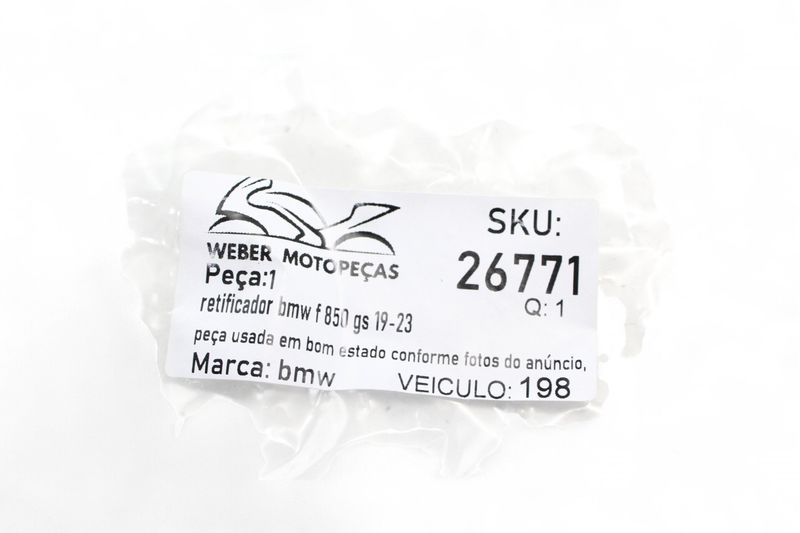 WEBER MOTOPEÇAS
SKU:
26771
Q: 1
Peça:1
retificador bmw f 850 gs 19-23
peça usada em bom estado conforme fotos do anúncio,
Marca: bmw
VEICULO: 198